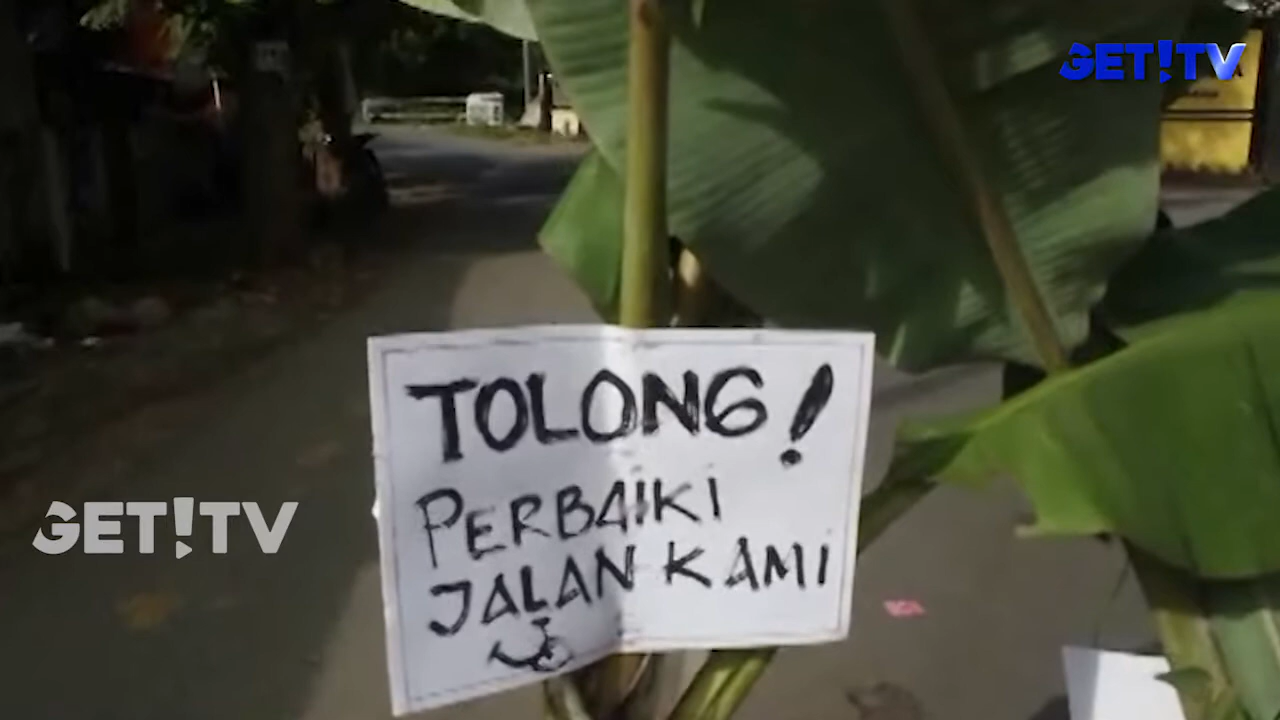 GET!TV
TOLONG!
PERBAIKI
JALAN KAMI
GET!TV